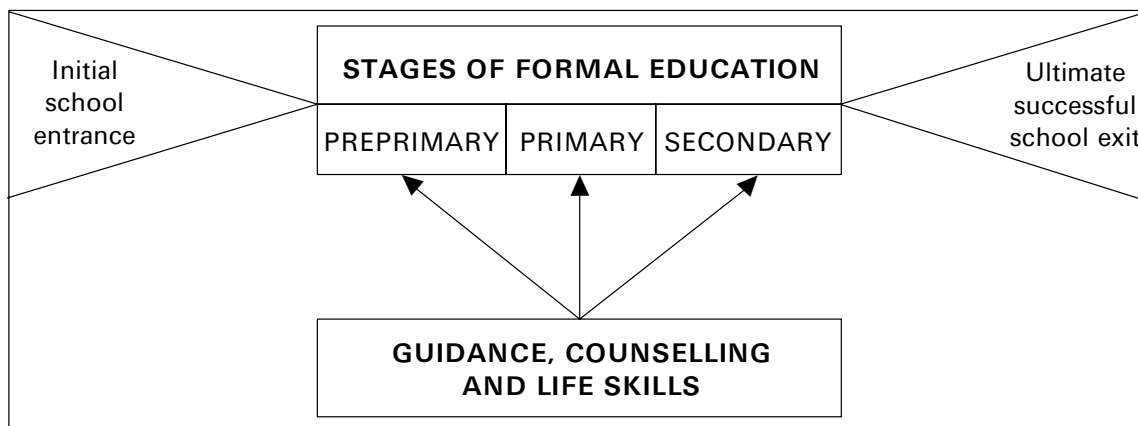 Initial
school
entrance
STAGES OF FORMAL EDUCATION
PREPRIMARY PRIMARY SECONDARY
Ultimate
successful
school exit
GUIDANCE, COUNSELLING
AND LIFE SKILLS